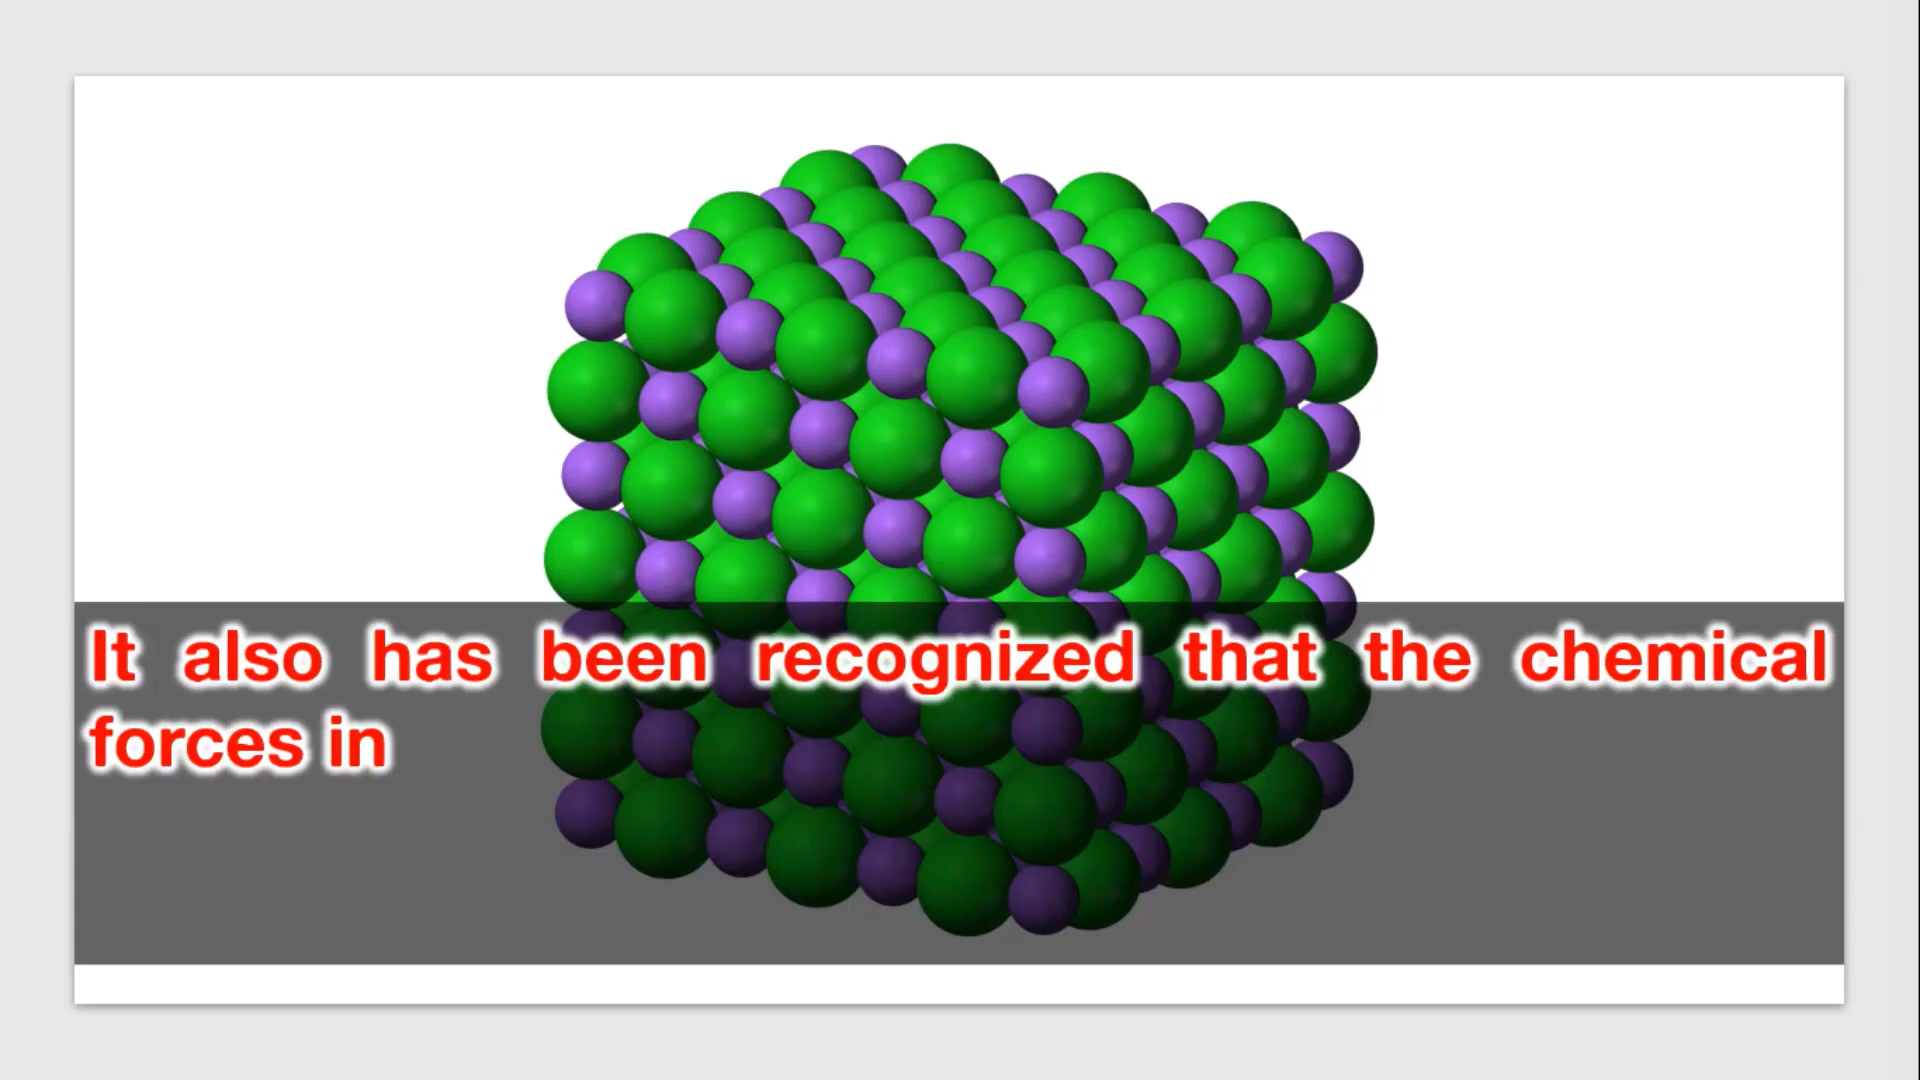 It also has been recognized that the chemical
forces in